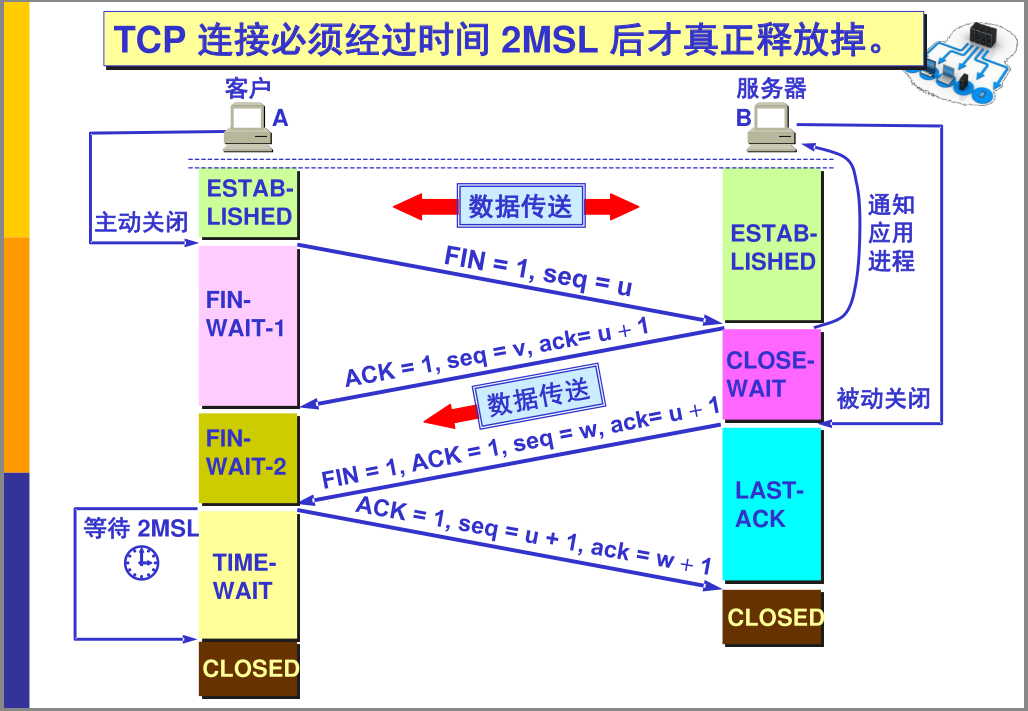 TCP 连接必须经过时间 2MSL 后才真正释放掉。
客户
A
服务器
B
主动关闭
ESTAB-
LISHED
数据传送
ESTAB-
LISHED
通知
应用
进程
FIN = 1, seq = u
FIN-
WAIT-1
ACK = 1, seq = v, ack= u + 1
CLOSE-
WAIT
数据传送
被动关闭
FIN-
WAIT-2
FIN = 1, ACK = 1, seq = w, ack= u + 1
LAST-
ACK
ACK = 1, seq = u + 1, ack = w + 1
等待 2MSL
TIME-
WAIT
CLOSED
CLOSED